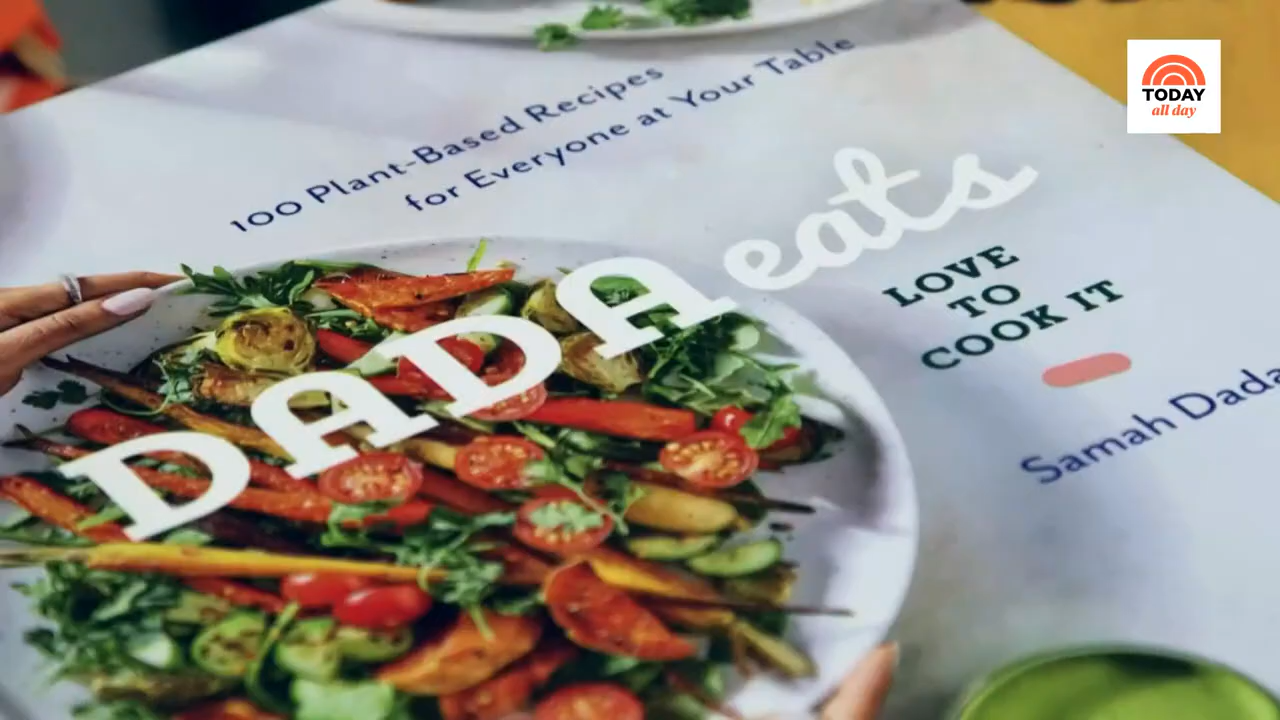 100 Plant-Based Recipes
for Everyone at Your Table
DADA eats
LOVE
TO
COOK IT
Samah Dada
TODAY
all day